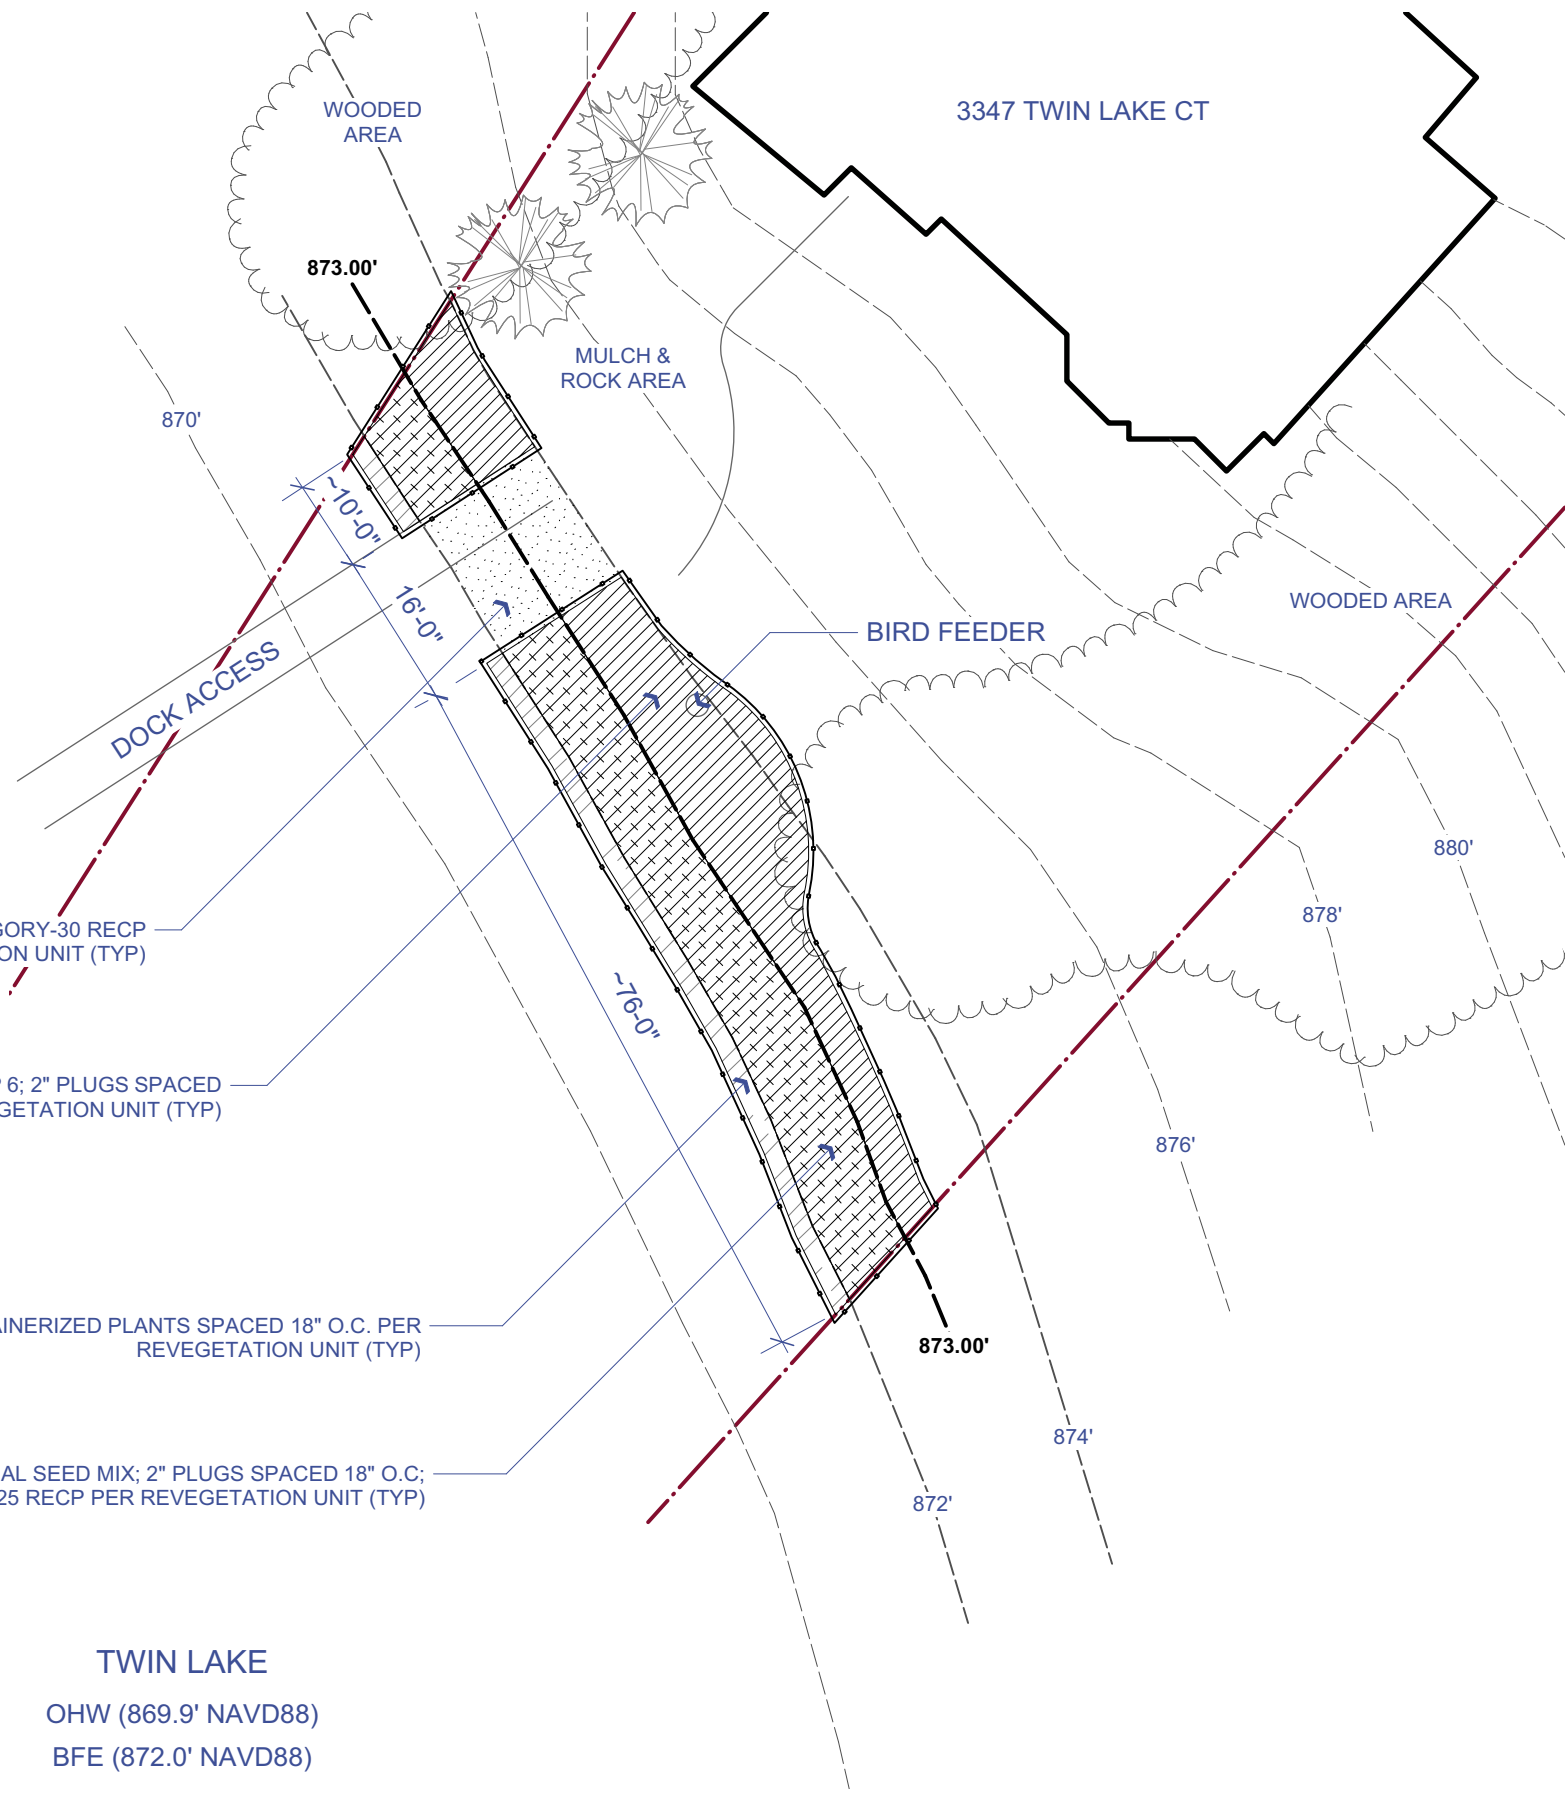 3347 TWIN LAKE CT
WOODED
AREA
873.00'
MULCH &
ROCK AREA
870'
~10'-0"
16'-0"
WOODED AREA
BIRD FEEDER
DOCK ACCESS
880'
878'
GORY-30 RECP
ON UNIT (TYP)
~76-0"
6; 2" PLUGS SPACED
GETATION UNIT (TYP)
876'
AINERIZED PLANTS SPACED 18" O.C. PER
REVEGETATION UNIT (TYP)
873.00'
874'
AL SEED MIX; 2" PLUGS SPACED 18" O.C;
25 RECP PER REVEGETATION UNIT (TYP)
872'
TWIN LAKE
OHW (869.9' NAVD88)
BFE (872.0' NAVD88)